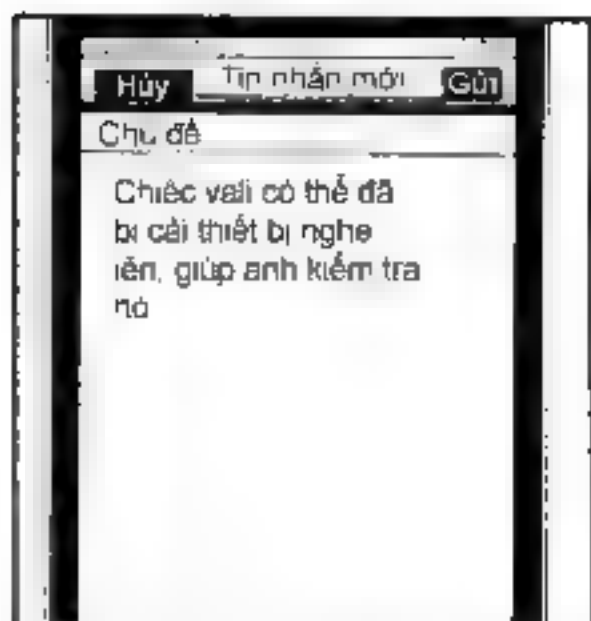 Hủy Tin nhắn mới Gửi
Chủ đề
Chiếc vali có thể đã
bị cài thiết bị nghe
lén, giúp anh kiểm tra
nó